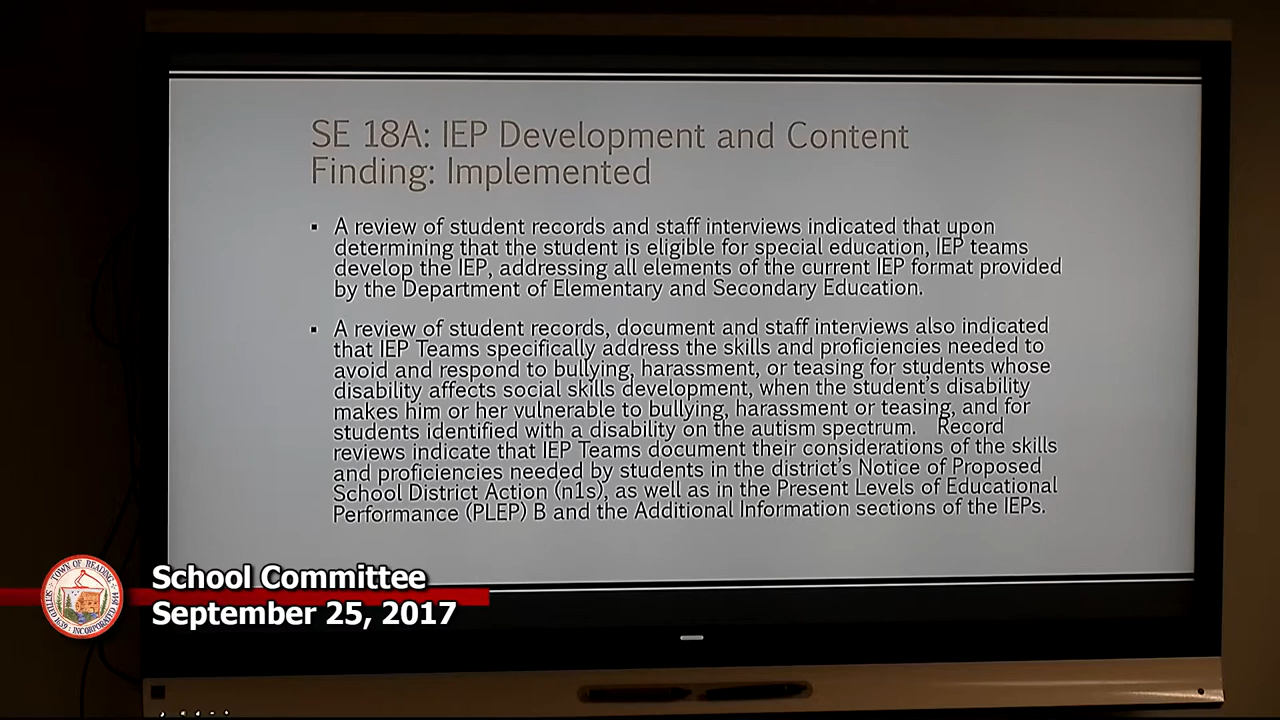 SE 18A: IEP Development and Content
Finding: Implemented
▪ A review of student records and staff interviews indicated that upon
determining that the student is eligible for special education, IEP teams
develop the IEP, addressing all elements of the current IEP format provided
by the Department of Elementary and Secondary Education.
▪ A review of student records, document and staff interviews also indicated
that IEP Teams specifically address the skills and proficiencies needed to
avoid and respond to bullying, harassment, or teasing for students whose
disability affects social skills development, when the student's disability
makes him or her vulnerable to bullying, harassment or teasing, and for
students identified with a disability on the autism spectrum. Record
reviews indicate that IEP Teams document their considerations of the skills
and proficiencies needed by students in the district's Notice of Proposed
School District Action (n1s), as well as in the Present Levels of Educational
Performance (PLEP) B and the Additional Information sections of the IEPs.
TOWN OF READING
INCORPORATED 1644
School Committee
September 25, 2017